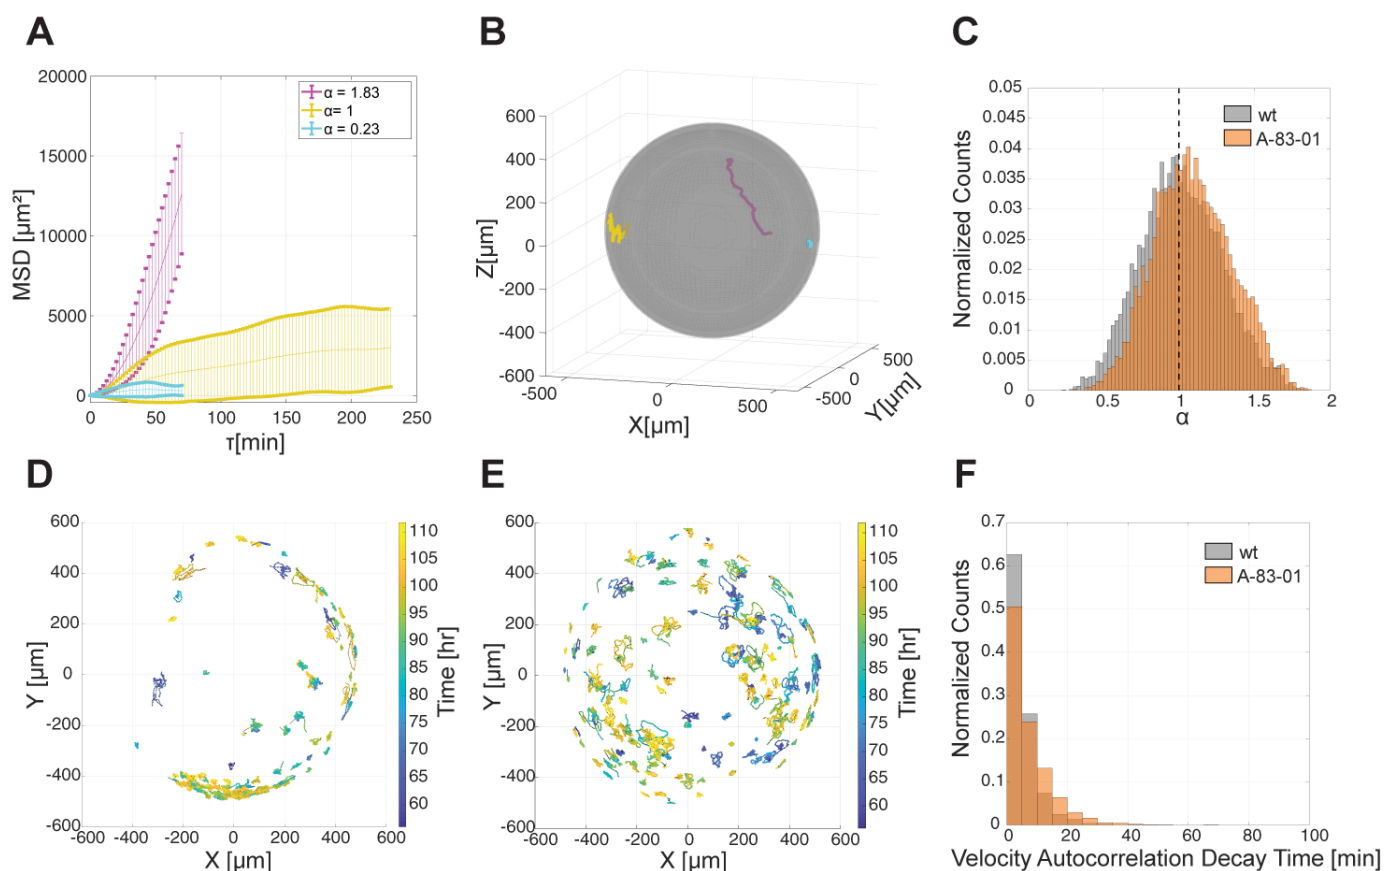 A
20000
15000
10000
5000
0
MSD [µm²]
0 50 100 150 200 250
τ[min]
α = 1.83
α= 1
α = 0.23
B
600
400
200
0
-200
-400
-600
Z[µm]
-500 0 500
X[µm]
-500 0 500
Y[µm]
C
0.05
0.045
0.04
0.035
0.03
0.025
0.02
0.015
0.01
0.005
0
Normalized Counts
0 0.5 1 1.5 2
α
wt
A-83-01
D
600
400
200
0
-200
-400
-600
Y [µm]
-600 -400 -200 0 200 400 600
X [µm]
110
105
100
95
90
85
80
75
70
65
60
Time [hr]
E
600
400
200
0
-200
-400
-600
Y [µm]
-600 -400 -200 0 200 400 600
X [µm]
110
105
100
95
90
85
80
75
70
65
60
Time [hr]
F
0.7
0.6
0.5
0.4
0.3
0.2
0.1
0
Normalized Counts
0 20 40 60 80 100
Velocity Autocorrelation Decay Time [min]
wt
A-83-01